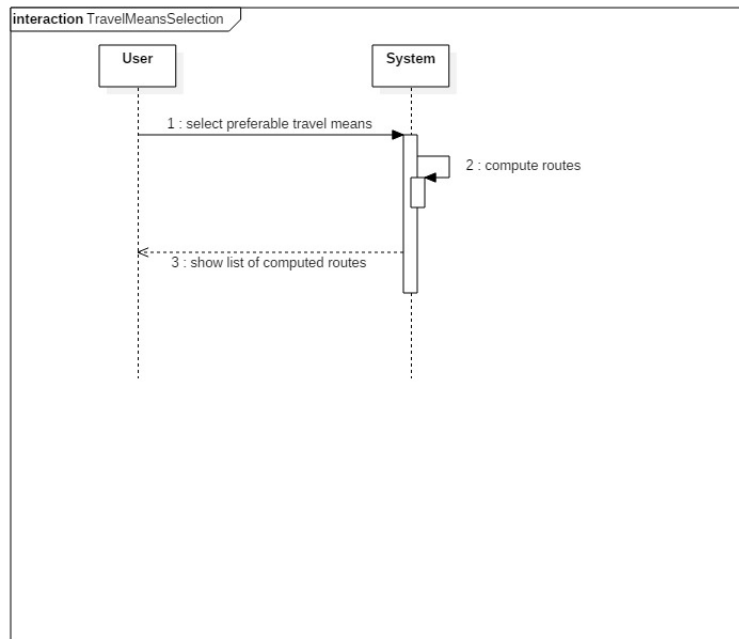 interaction TravelMeansSelection
User
System
1 : select preferable travel means
2 : compute routes
3 : show list of computed routes